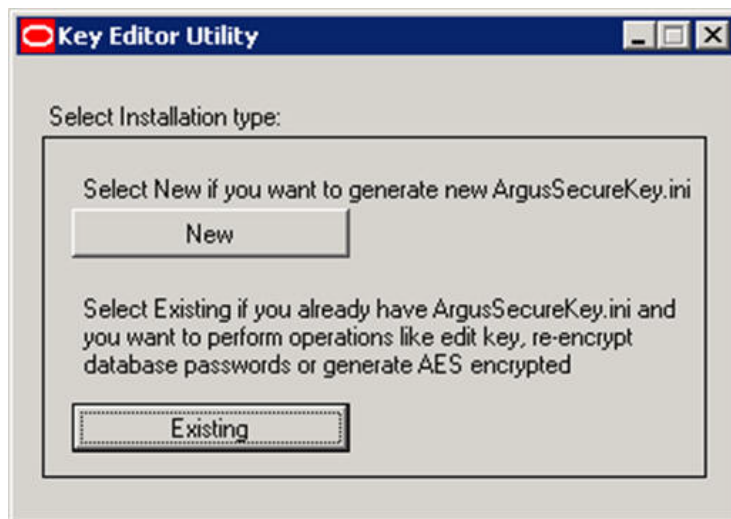 Key Editor Utility
Select Installation type:
Select New if you want to generate new ArgusSecureKey.ini
New
Select Existing if you already have ArgusSecureKey.ini and
you want to perform operations like edit key, re-encrypt
database passwords or generate AES encrypted
Existing